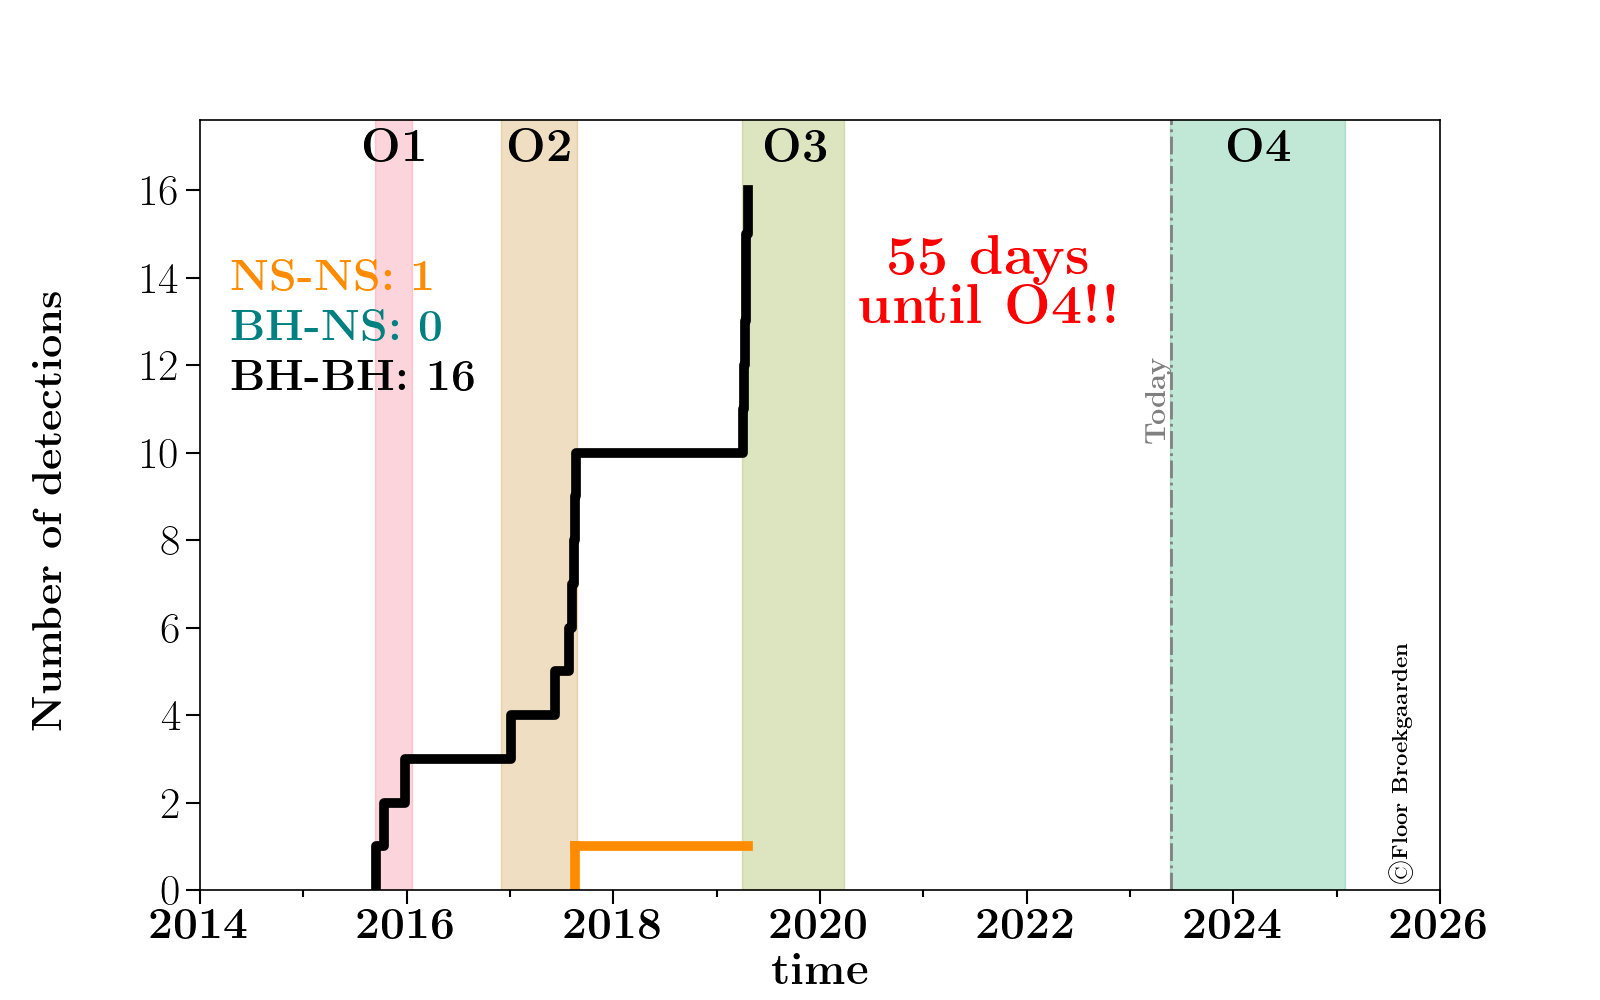 O1 O2 O3 O4
16
14
12
10
8
6
4
2
0
Number of detections
NS-NS: 1
BH-NS: 0
BH-BH: 16
55 days
until O4!!
Today
©Floor Broekgaarden
2014 2016 2018 2020 2022 2024 2026
time